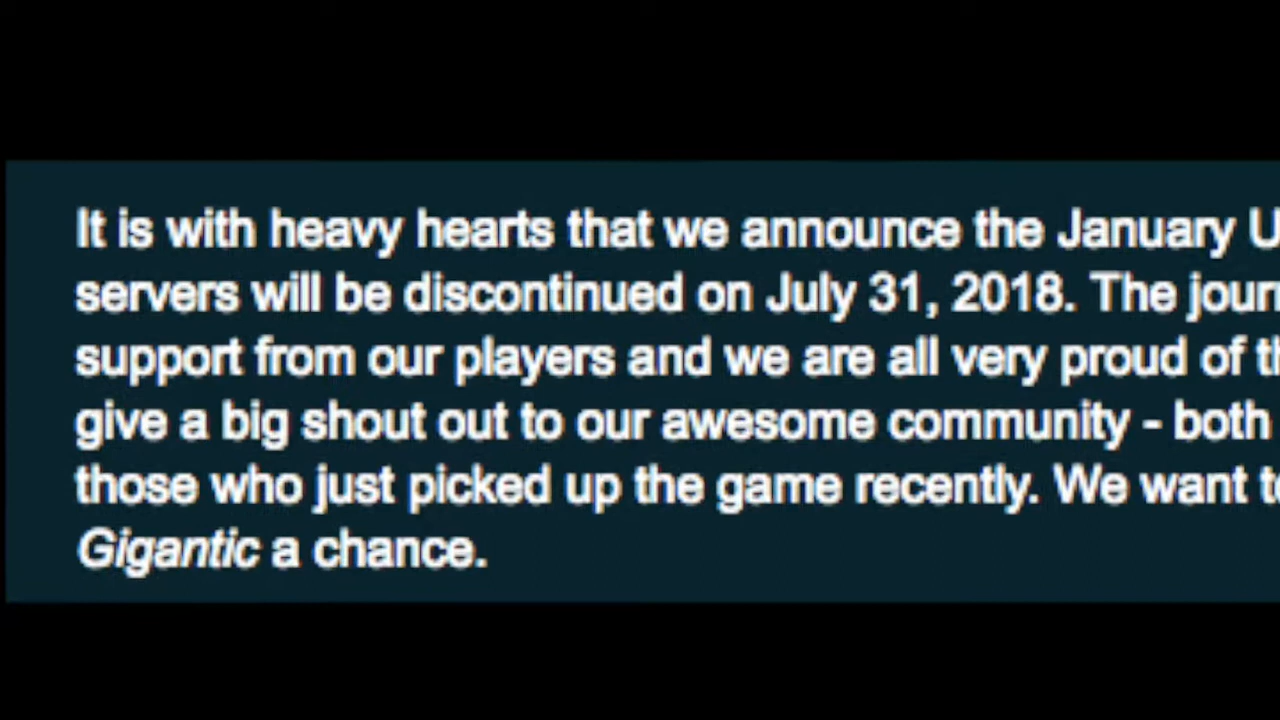 It is with heavy hearts that we announce the January U
servers will be discontinued on July 31, 2018. The jour
support from our players and we are all very proud of th
give a big shout out to our awesome community - both
those who just picked up the game recently. We want to
Gigantic a chance.